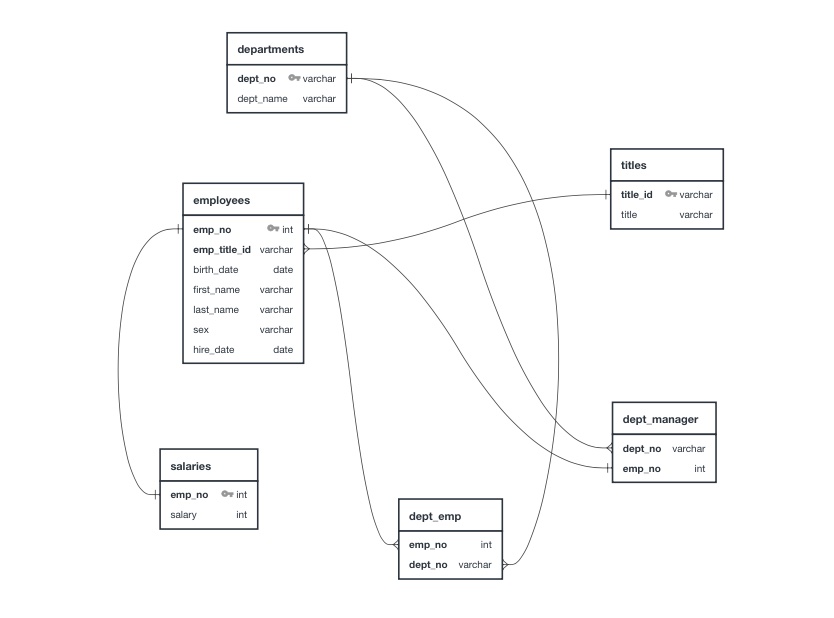 departments
dept_no varchar
dept_name varchar
titles
title_id varchar
title varchar
employees
emp_no int
emp_title_id varchar
birth_date date
first_name varchar
last_name varchar
sex varchar
hire_date date
dept_manager
dept_no varchar
emp_no int
salaries
emp_no int
salary int
dept_emp
emp_no int
dept_no varchar